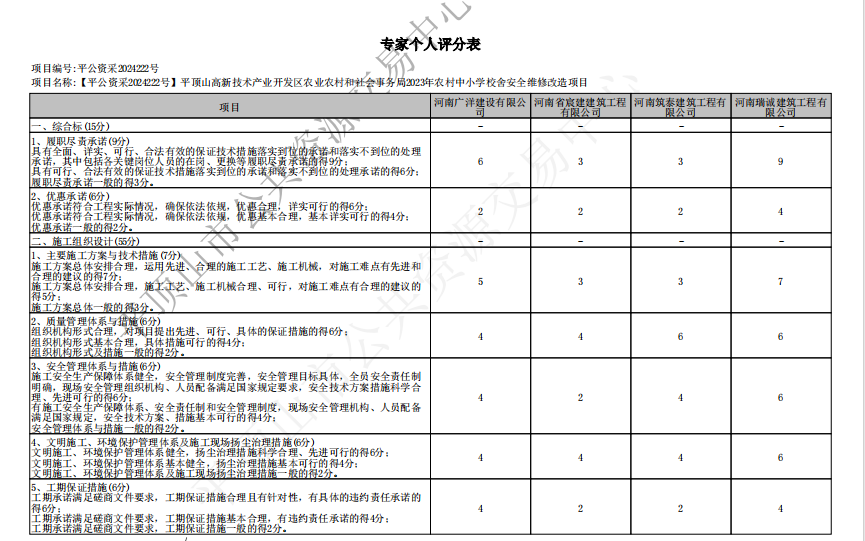 专家个人评分表
项目编号:平公资采2024222号
项目名称:【平公资采2024222号】平顶山高新技术产业开发区农业农村和社会事务局2023年农村中小学校舍安全维修改造项目
项目 河南广洋建设有限公司 河南省宸建建筑工程有限公司 河南筑泰建筑工程有限公司 河南瑞诚建筑工程有限公司
一、综合标(15分) - - - -
1、履职尽责承诺(9分)
具有全面、详实、可行、合法有效的保证技术措施落实到位的承诺和落实不到位的处理
承诺，其中包括各关键岗位人员的在岗、更换等履职尽责承诺的得9分；
具有可行、合法有效的保证技术措施落实到位的承诺和落实不到位的处理承诺的得6分；
履职尽责承诺一般的得3分。
6 3 3 9
2、优惠承诺(6分)
优惠承诺符合工程实际情况，确保依法依规，优惠合理，详实可行的得6分；
优惠承诺符合工程实际情况，确保依法依规，优惠基本合理，基本详实可行的得4分；
优惠承诺一般的得2分。
2 2 2 4
二、施工组织设计(55分) - - - -
1、主要施工方案与技术措施(7分)
施工方案总体安排合理，运用先进、合理的施工工艺、施工机械，对施工难点有先进和
合理的建议的得7分；
施工方案总体安排合理，施工工艺、施工机械合理、可行，对施工难点有合理的建议的
得5分；
施工方案总体一般的得3分。
5 3 3 7
2、质量管理体系与措施(6分)
组织机构形式合理，对项目提出先进、可行、具体的保证措施的得6分；
组织机构形式基本合理，具体措施可行的得4分；
组织机构形式及措施一般的得2分。
4 4 6 6
3、安全管理体系与措施(6分)
施工安全生产保障体系健全，安全管理制度完善，安全管理目标具体，全员安全责任制
明确，现场安全管理组织机构、人员配备满足国家规定要求，安全技术方案措施科学合
理、先进可行的得6分；
有施工安全生产保障体系、安全责任制和安全管理制度，现场安全管理机构、人员配备
满足国家规定，安全技术方案、措施基本可行的得4分；
安全管理体系与措施一般的得2分。
4 2 4 6
4、文明施工、环境保护管理体系及施工现场扬尘治理措施(6分)
文明施工、环境保护管理体系健全，扬尘治理措施科学合理、先进可行的得6分；
文明施工、环境保护管理体系基本健全，扬尘治理措施基本可行的得4分；
文明施工、环境保护管理体系及施工现场扬尘治理措施一般的得2分。
4 4 4 6
5、工期保证措施(6分)
工期承诺满足磋商文件要求，工期保证措施合理且有针对性，有具体的违约责任承诺的
得6分；
工期承诺满足磋商文件要求，工期保证措施基本合理，有违约责任承诺的得4分；
工期承诺满足磋商文件要求，工期保证措施一般的得2分。
4 2 2 4
平顶山市公共资源交易中心
顶山市公共资源交易中心